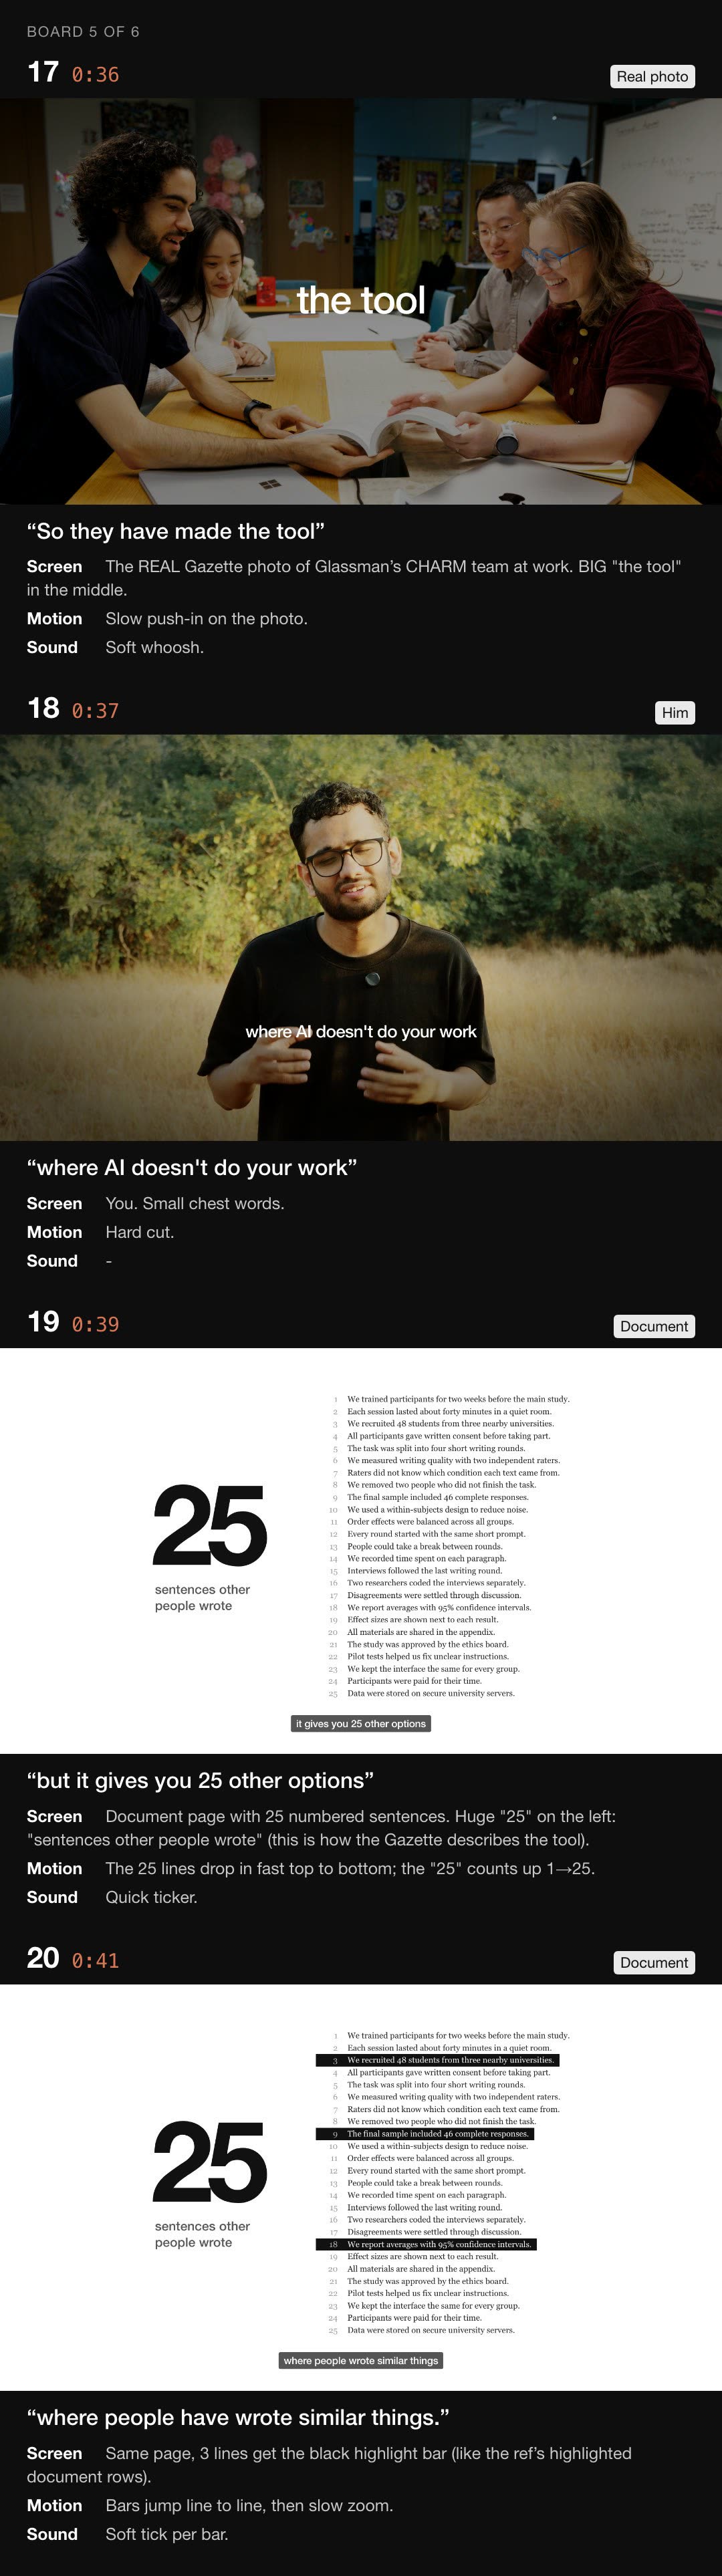 BOARD 5 OF 6
17 0:36
Real photo
the tool
“So they have made the tool”
Screen The REAL Gazette photo of Glassman’s CHARM team at work. BIG "the tool"
in the middle.
Motion Slow push-in on the photo.
Sound Soft whoosh.
18 0:37
Him
where AI doesn't do your work
“where AI doesn't do your work”
Screen You. Small chest words.
Motion Hard cut.
Sound -
19 0:39
Document
25
sentences other
people wrote
1 We trained participants for two weeks before the main study.
2 Each session lasted about forty minutes in a quiet room.
3 We recruited 48 students from three nearby universities.
4 All participants gave written consent before taking part.
5 The task was split into four short writing rounds.
6 We measured writing quality with two independent raters.
7 Raters did not know which condition each text came from.
8 We removed two people who did not finish the task.
9 The final sample included 46 complete responses.
10 We used a within-subjects design to reduce noise.
11 Order effects were balanced across all groups.
12 Every round started with the same short prompt.
13 People could take a break between rounds.
14 We recorded time spent on each paragraph.
15 Interviews followed the last writing round.
16 Two researchers coded the interviews separately.
17 Disagreements were settled through discussion.
18 We report averages with 95% confidence intervals.
19 Effect sizes are shown next to each result.
20 All materials are shared in the appendix.
21 The study was approved by the ethics board.
22 Pilot tests helped us fix unclear instructions.
23 We kept the interface the same for every group.
24 Participants were paid for their time.
25 Data were stored on secure university servers.
it gives you 25 other options
“but it gives you 25 other options”
Screen Document page with 25 numbered sentences. Huge "25" on the left:
"sentences other people wrote" (this is how the Gazette describes the tool).
Motion The 25 lines drop in fast top to bottom; the "25" counts up 1→25.
Sound Quick ticker.
20 0:41
Document
25
sentences other
people wrote
1 We trained participants for two weeks before the main study.
2 Each session lasted about forty minutes in a quiet room.
3 We recruited 48 students from three nearby universities.
4 All participants gave written consent before taking part.
5 The task was split into four short writing rounds.
6 We measured writing quality with two independent raters.
7 Raters did not know which condition each text came from.
8 We removed two people who did not finish the task.
9 The final sample included 46 complete responses.
10 We used a within-subjects design to reduce noise.
11 Order effects were balanced across all groups.
12 Every round started with the same short prompt.
13 People could take a break between rounds.
14 We recorded time spent on each paragraph.
15 Interviews followed the last writing round.
16 Two researchers coded the interviews separately.
17 Disagreements were settled through discussion.
18 We report averages with 95% confidence intervals.
19 Effect sizes are shown next to each result.
20 All materials are shared in the appendix.
21 The study was approved by the ethics board.
22 Pilot tests helped us fix unclear instructions.
23 We kept the interface the same for every group.
24 Participants were paid for their time.
25 Data were stored on secure university servers.
where people wrote similar things
“where people have wrote similar things.”
Screen Same page, 3 lines get the black highlight bar (like the ref’s highlighted
document rows).
Motion Bars jump line to line, then slow zoom.
Sound Soft tick per bar.